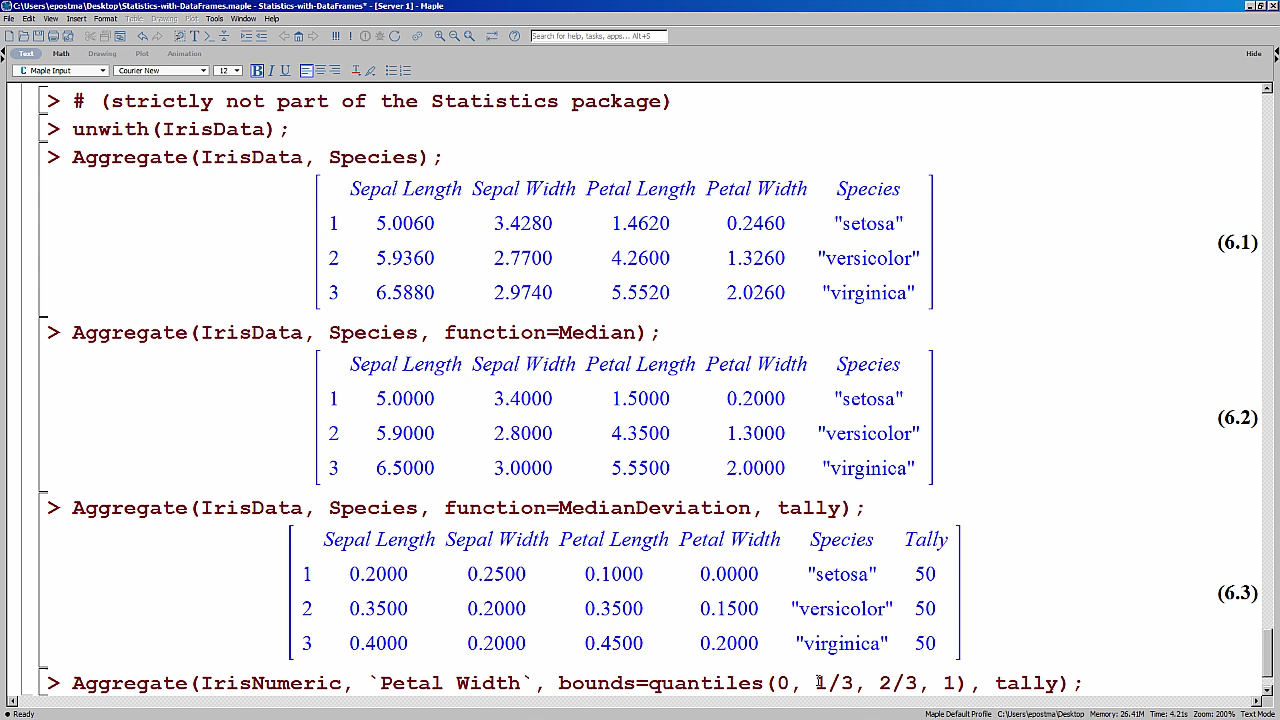 C:\Users\epostma\Desktop\Statistics-with-DataFrames.maple - Statistics-with-DataFrames* - [Server 1] - Maple
File Edit View Insert Format Table Drawing Plot Tools Window Help
Search for help, tasks, apps... Alt+S
Text Math Drawing Plot Animation Hide
C Maple Input Courier New 12 B I U
> # (strictly not part of the Statistics package)
> unwith(IrisData);
> Aggregate(IrisData, Species);
Sepal Length Sepal Width Petal Length Petal Width Species
1 5.0060 3.4280 1.4620 0.2460 "setosa"
2 5.9360 2.7700 4.2600 1.3260 "versicolor"
3 6.5880 2.9740 5.5520 2.0260 "virginica"
(6.1)
> Aggregate(IrisData, Species, function=Median);
Sepal Length Sepal Width Petal Length Petal Width Species
1 5.0000 3.4000 1.5000 0.2000 "setosa"
2 5.9000 2.8000 4.3500 1.3000 "versicolor"
3 6.5000 3.0000 5.5500 2.0000 "virginica"
(6.2)
> Aggregate(IrisData, Species, function=MedianDeviation, tally);
Sepal Length Sepal Width Petal Length Petal Width Species Tally
1 0.2000 0.2500 0.1000 0.0000 "setosa" 50
2 0.3500 0.2000 0.3500 0.1500 "versicolor" 50
3 0.4000 0.2000 0.4500 0.2000 "virginica" 50
(6.3)
> Aggregate(IrisNumeric, `Petal Width`, bounds=quantiles(0, 1/3, 2/3, 1), tally);
Ready Maple Default Profile C:\Users\epostma\Desktop Memory: 26.41M Time: 4.21s Zoom: 200% Text Mode